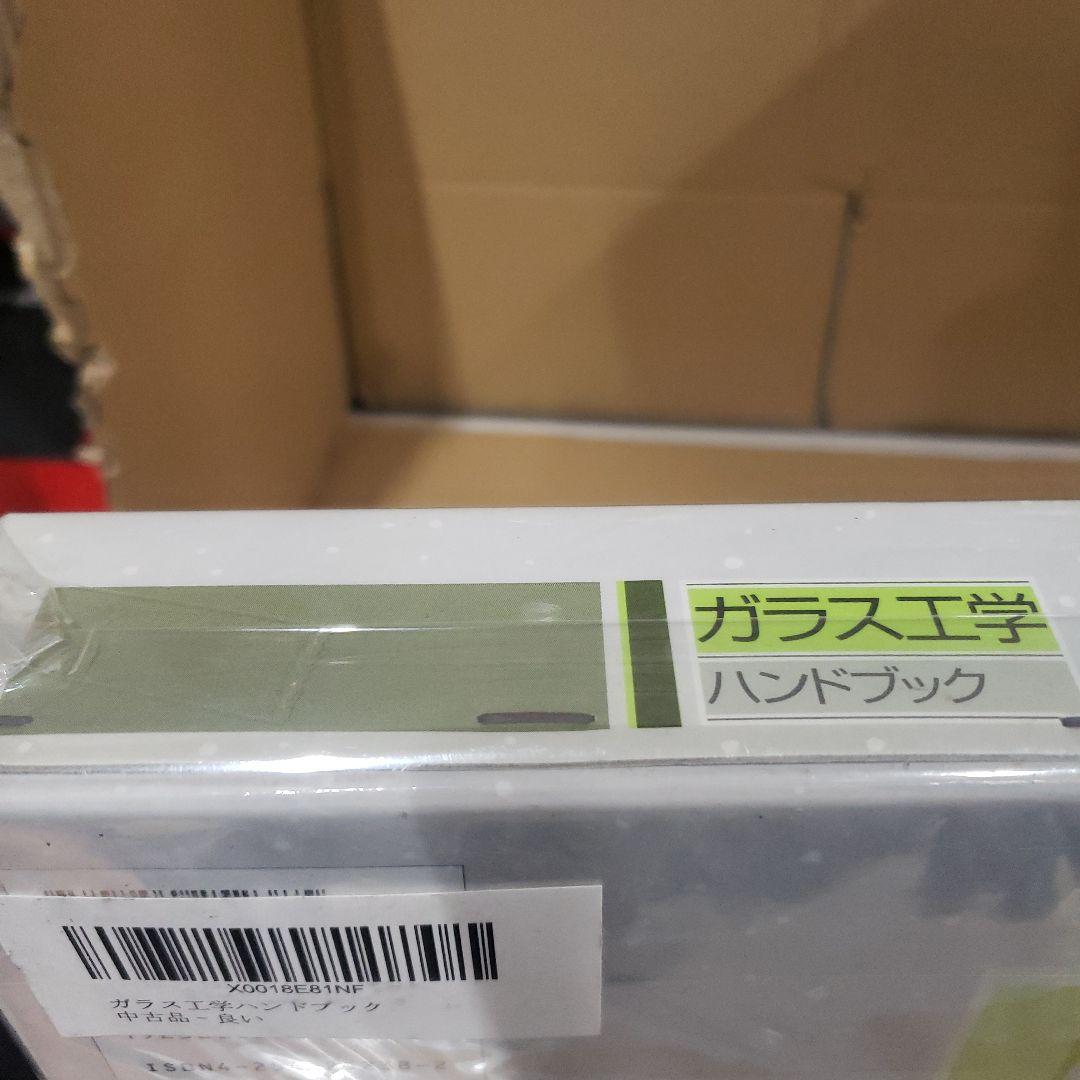 ガラス工学
ハンドブック
X0018E81NF
ガラス工学ハンドブック
中古品 - 良い